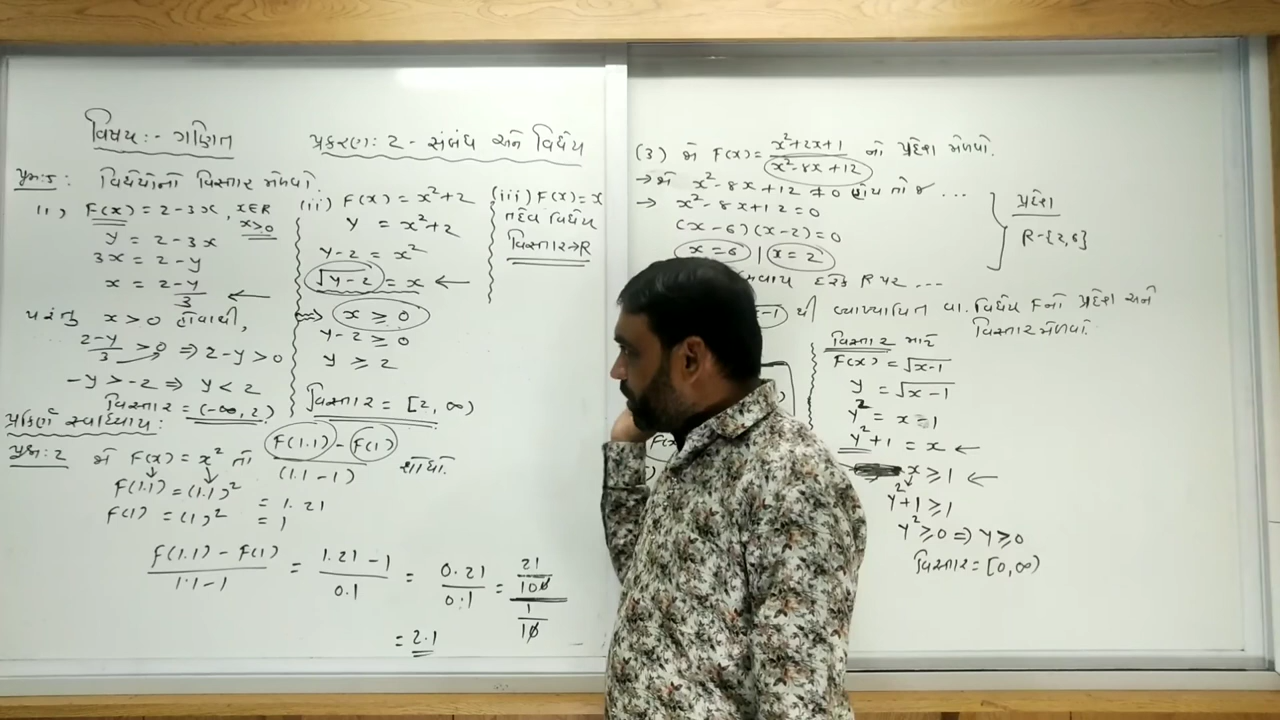 વિષય:- ગણિત
પ્રકરણ: 2 - સંબંધ અને વિધેય
પ્રશ્ન:5: વિધેયોનો વિસ્તાર મેળવો.
(i) F(x) = 2-3x, x∈R
x>0
y = 2-3x
3x = 2-y
x = 2-y/3 ←
પરંતુ x > 0 હોવાથી,
2-y/3 > 0 ⇒ 2-y > 0
-y > -2 ⇒ y < 2
વિસ્તાર = (-∞, 2)
(ii) F(x) = x²+2
y = x²+2
y-2 = x²
√y-2 = x ←
⇒ x ≥ 0
y-2 ≥ 0
y ≥ 2
વિસ્તાર = [2, ∞)
(iii) F(x) = x
તદેવ વિધેય
વિસ્તાર→R
પ્રકીર્ણ સ્વાધ્યાય:
પ્રશ્ન: 2 જો F(x) = x² તો F(1.1) - F(1) / (1.1 - 1) શોધો.
F(1.1) = (1.1)² = 1.21
F(1) = (1)² = 1
F(1.1) - F(1) / 1.1 - 1 = 1.21 - 1 / 0.1 = 0.21 / 0.1 = 21/100 / 1/10
= 2.1
(3) જો F(x) = x²+2x+1 / x²-8x+12 નો પ્રદેશ મેળવો.
→ જો x²-8x+12 ≠ 0 હોય તો જ ...
→ x²-8x+12 = 0
(x-6)(x-2) = 0
x = 6 | x = 2
પ્રદેશ
R-{2,6}
સિવાય દરેક R પર ...
x-1 થી વ્યાખ્યાયિત વા. વિધેય F નો પ્રદેશ અને
વિસ્તાર મેળવો.
વિસ્તાર માટે
F(x) = √x-1
y = √x-1
y² = x-1
y²+1 = x ←
x ≥ 1 ←
y²+1 ≥ 1
y² ≥ 0 ⇒ y ≥ 0
વિસ્તાર = [0, ∞)